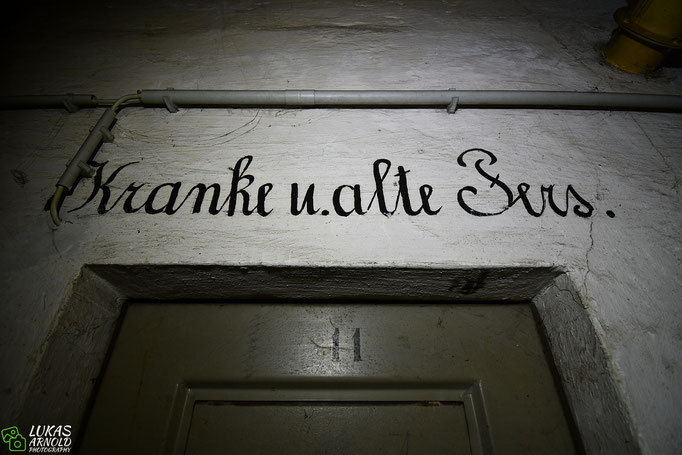 Kranke u. alte Pers.
11
LUKAS
ARNOLD
PHOTOGRAPHY